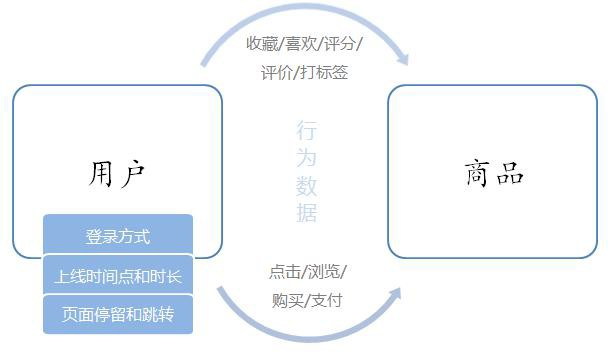 收藏/喜欢/评分/
评价/打标签
行
为
数
据
用户
商品
登录方式
上线时间点和时长
页面停留和跳转
点击/浏览/
购买/支付